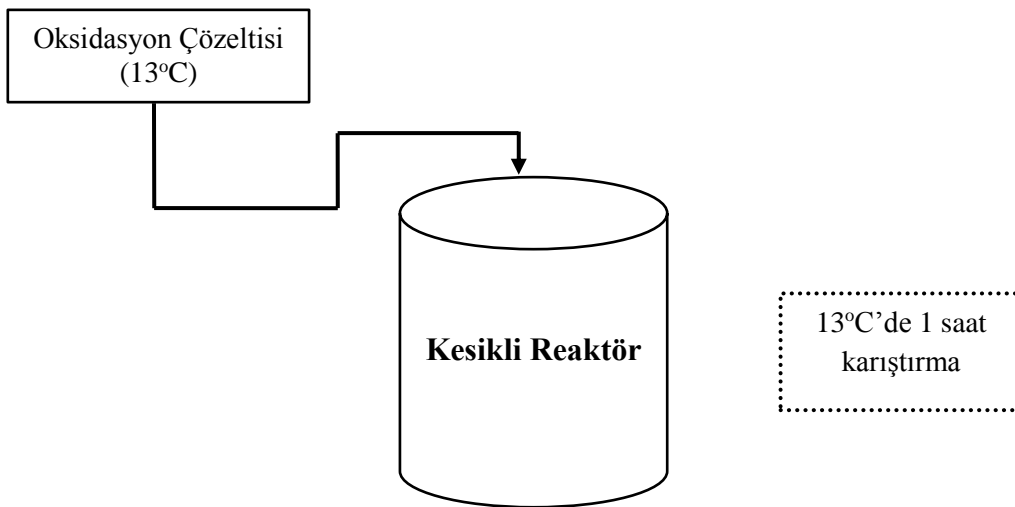 Oksidasyon Çözeltisi
(13°C)
Kesikli Reaktör
13°C’de 1 saat
karıştırma